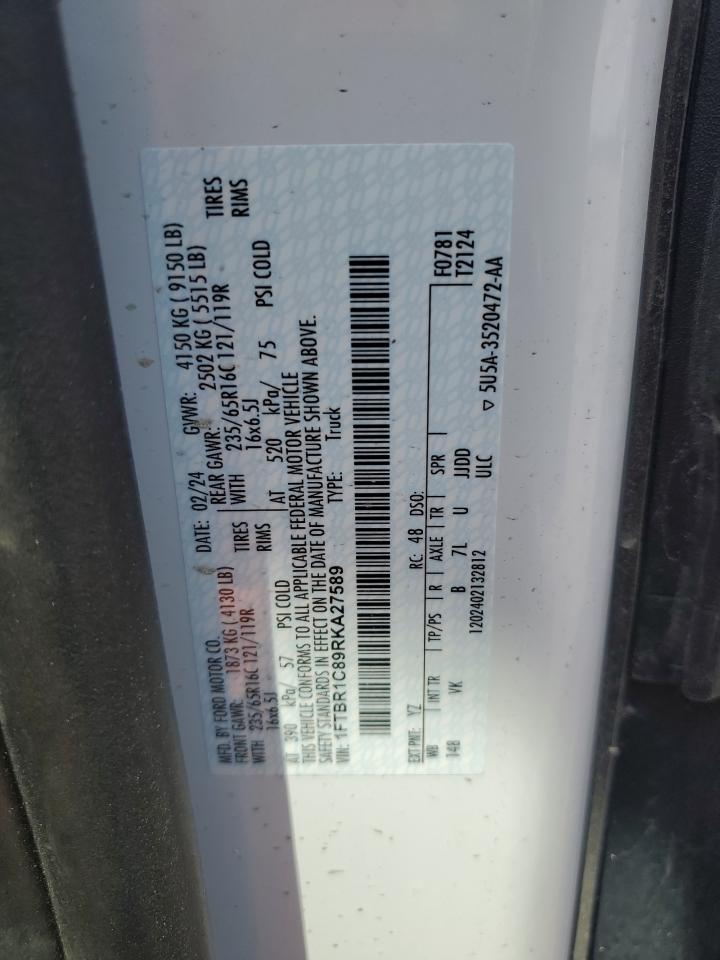 MFD. BY FORD MOTOR CO. DATE: 02/24 GVWR: 4150 KG ( 9150 LB)
FRONT GAWR: 1873 KG ( 4130 LB) REAR GAWR: 2502 KG ( 5515 LB)
WITH 235/65R16C 121/119R TIRES WITH 235/65R16C 121/119R TIRES
16x6.5J RIMS 16x6.5J RIMS
AT 390 kPa/ 57 PSI COLD AT 520 kPa/ 75 PSI COLD
THIS VEHICLE CONFORMS TO ALL APPLICABLE FEDERAL MOTOR VEHICLE
SAFETY STANDARDS IN EFFECT ON THE DATE OF MANUFACTURE SHOWN ABOVE.
VIN: 1FTBR1C89RKA27589 TYPE: Truck
EXT PNT: YZ RC: 48 DSO: F0781
WB INT TR TP/PS R AXLE TR SPR T2124
148 VK B 7L U JJDD
1202402132812 ULC ▽ 5U5A-3520472-AA